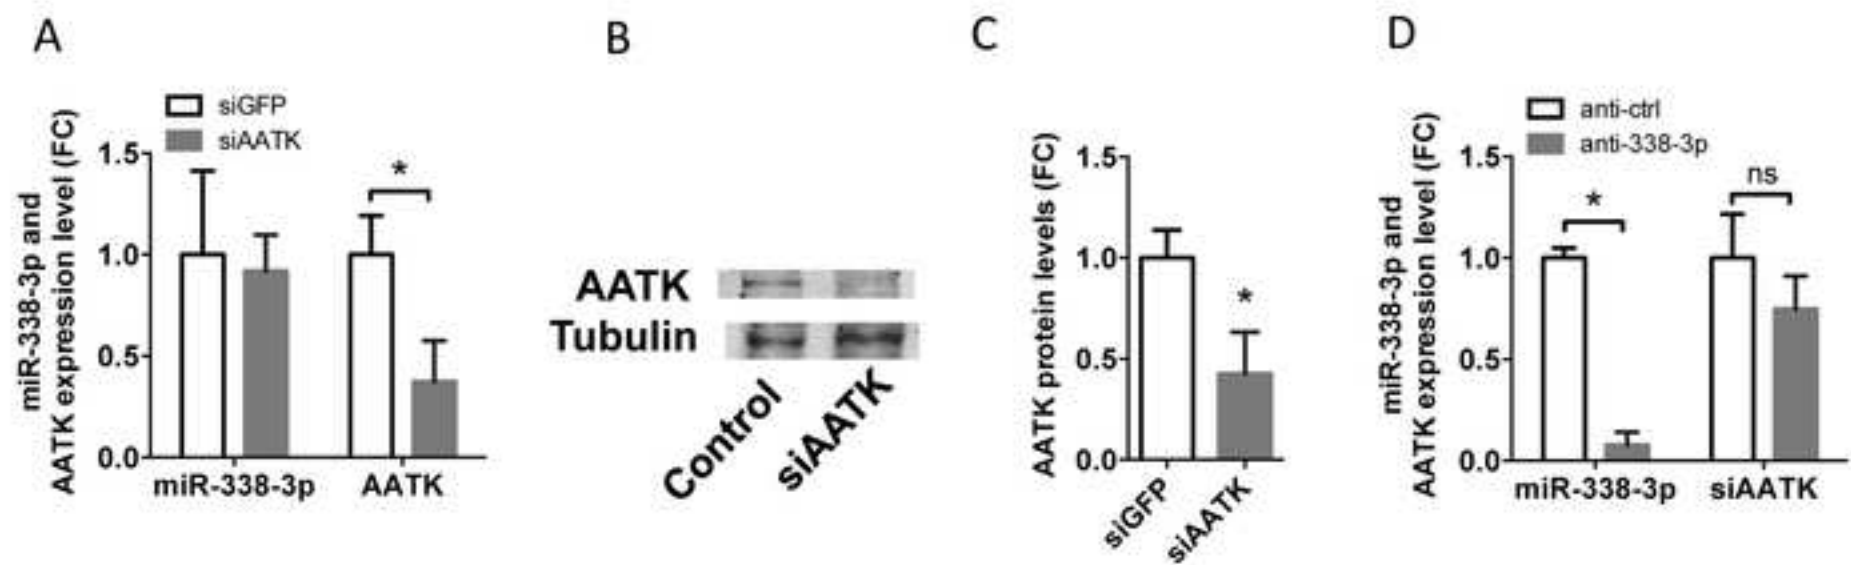 A
siGFP
siAATK
miR-338-3p and
AATK expression level (FC)
1.5
1.0
0.5
0.0
*
miR-338-3p
AATK
B
AATK
Tubulin
Control
siAATK
C
AATK protein levels (FC)
1.5
1.0
0.5
0.0
*
siGFP
siAATK
D
anti-ctrl
anti-338-3p
miR-338-3p and
AATK expression level (FC)
1.5
1.0
0.5
0.0
*
ns
miR-338-3p
siAATK